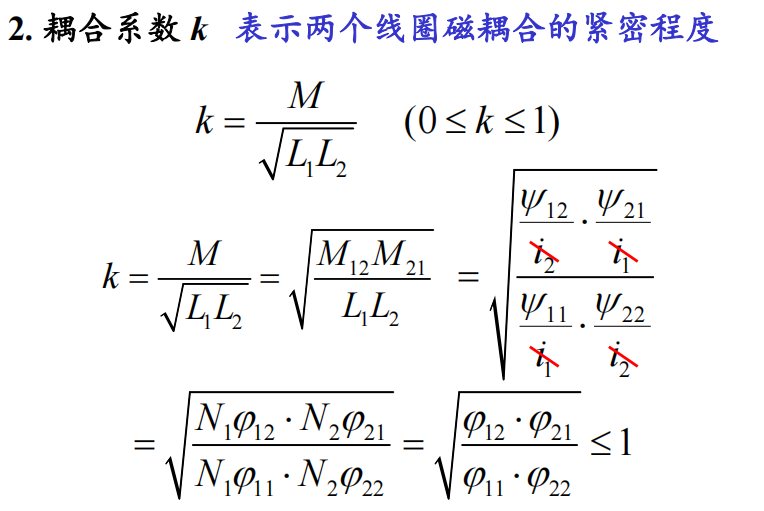 2. 耦合系数 k 表示两个线圈磁耦合的紧密程度
k = M / √(L₁L₂) (0 ≤ k ≤ 1)
k = M / √(L₁L₂) = √(M₁₂M₂₁ / L₁L₂) = √((ψ₁₂/i₂ · ψ₂₁/i₁) / (ψ₁₁/i₁ · ψ₂₂/i₂))
= √(N₁φ₁₂ · N₂φ₂₁ / N₁φ₁₁ · N₂φ₂₂) = √(φ₁₂ · φ₂₁ / φ₁₁ · φ₂₂) ≤ 1